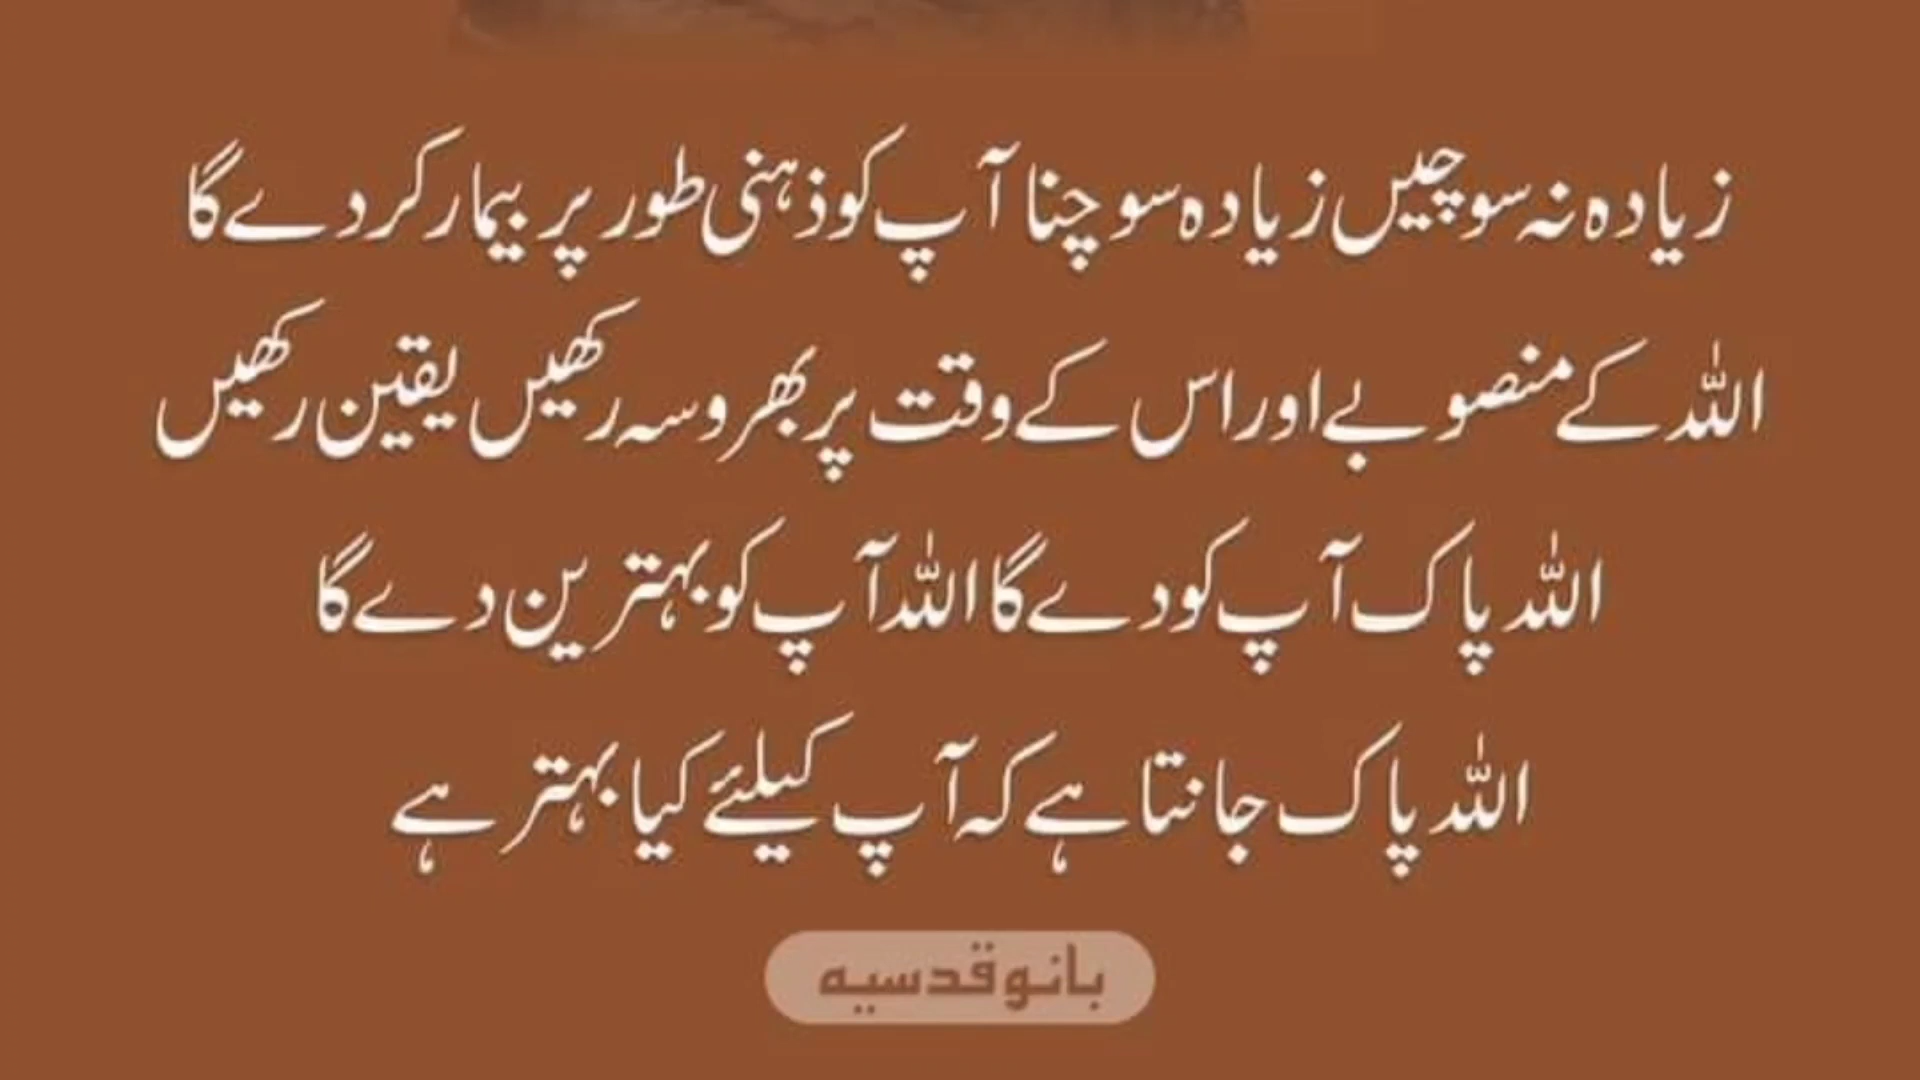 زیادہ نہ سوچیں زیادہ سوچنا آپ کو ذہنی طور پر بیمار کر دے گا
اللہ کے منصوبے اور اس کے وقت پر بھروسہ رکھیں یقین رکھیں
اللہ پاک آپ کو دے گا اللہ آپ کو بہترین دے گا
اللہ پاک جانتا ہے کہ آپ کیلئے کیا بہتر ہے
بانو قدسیہ